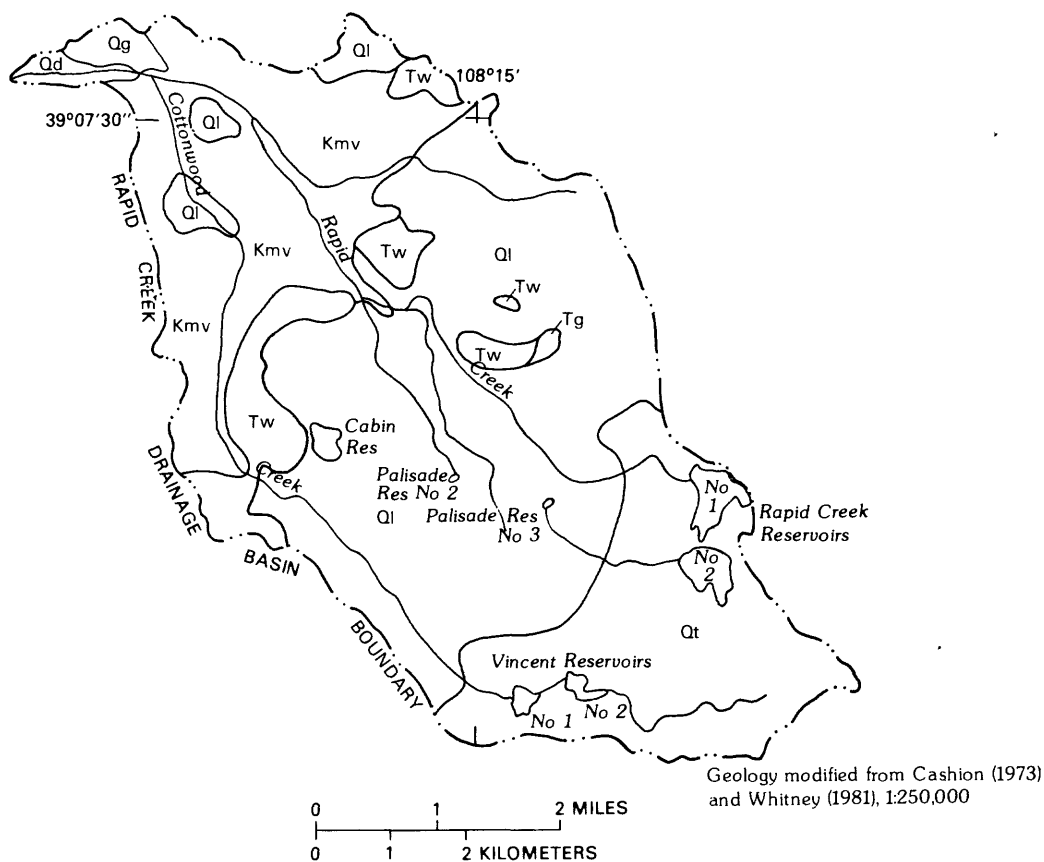 Qg
Ql
Qd
Tw
108°15'
39°07'30"
Cottonwood
Ql
Kmv
RAPID
Ql
Rapid
Kmv
Tw
Ql
CREEK
Tw
Kmv
Tg
Tw
Creek
Tw
Cabin
Res
Creek
Palisade
Res No 2
DRAINAGE
Ql
Palisade Res
No 3
No
1
Rapid Creek
Reservoirs
BASIN
No
2
BOUNDARY
Qt
Vincent Reservoirs
No 1
No 2
Geology modified from Cashion (1973)
and Whitney (1981), 1:250,000
0 1 2 MILES
0 1 2 KILOMETERS